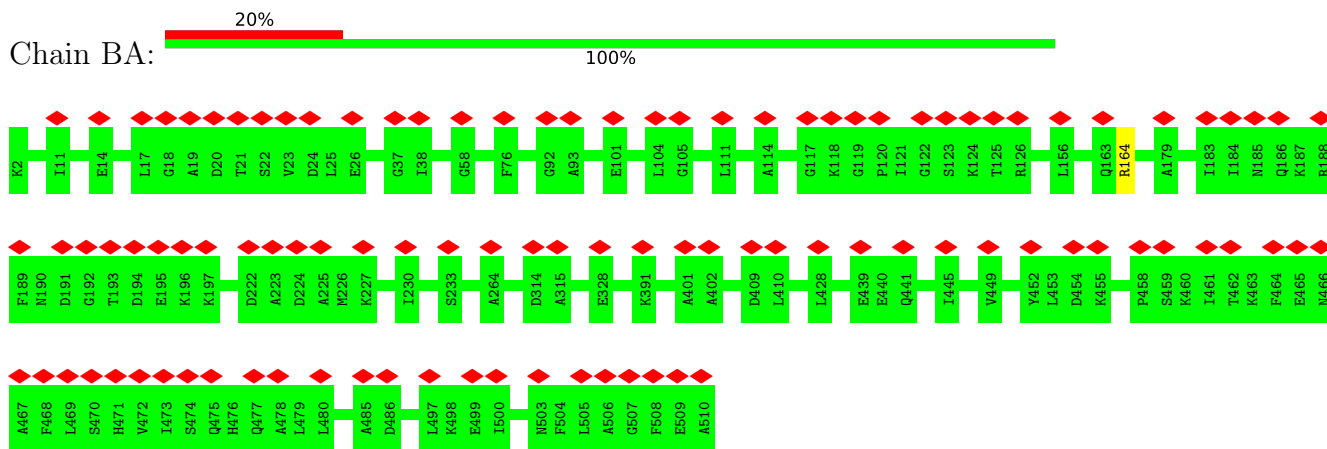 20%
Chain BA:
100%
K2 I11 E14 L17 G18 A19 D20 T21 S22 V23 D24 L25 E26 G37 I38 G58 F76 G92 A93 E101 L104 G105 L111 A114 G117 K118 G119 P120 I121 G122 S123 K124 T125 R126 L156 Q163 R164 A179 I183 I184 N185 Q186 K187 R188
F189 N190 D191 G192 T193 D194 E195 K196 K197 D222 A223 D224 A225 M226 K227 I230 S233 A264 D314 A315 E328 K391 A401 A402 D409 L410 L428 E439 E440 Q441 I445 V449 Y452 L453 D454 K455 P458 S459 K460 I461 T462 K463 F464 E465 N466
A467 F468 L469 S470 H471 V472 I473 S474 Q475 H476 Q477 A478 L479 L480 A485 D486 L497 K498 E499 I500 N503 F504 L505 A506 G507 F508 E509 A510